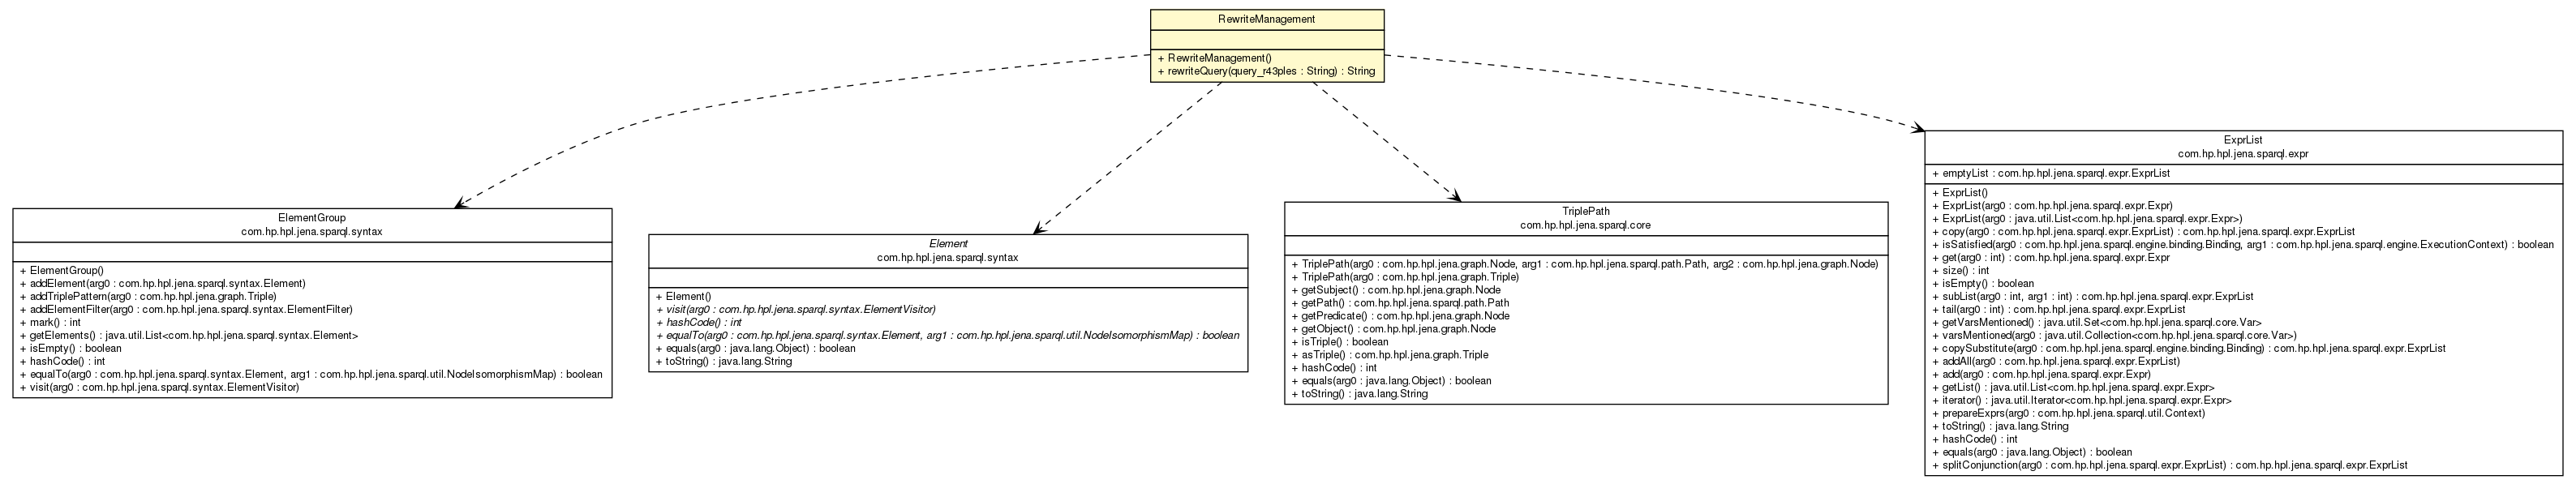 RewriteManagement
+ RewriteManagement()
+ rewriteQuery(query_r43ples : String) : String
ElementGroup
com.hp.hpl.jena.sparql.syntax
+ ElementGroup()
+ addElement(arg0 : com.hp.hpl.jena.sparql.syntax.Element)
+ addTriplePattern(arg0 : com.hp.hpl.jena.graph.Triple)
+ addElementFilter(arg0 : com.hp.hpl.jena.sparql.syntax.ElementFilter)
+ mark() : int
+ getElements() : java.util.List<com.hp.hpl.jena.sparql.syntax.Element>
+ isEmpty() : boolean
+ hashCode() : int
+ equalTo(arg0 : com.hp.hpl.jena.sparql.syntax.Element, arg1 : com.hp.hpl.jena.sparql.util.NodeIsomorphismMap) : boolean
+ visit(arg0 : com.hp.hpl.jena.sparql.syntax.ElementVisitor)
Element
com.hp.hpl.jena.sparql.syntax
+ Element()
+ visit(arg0 : com.hp.hpl.jena.sparql.syntax.ElementVisitor)
+ hashCode() : int
+ equalTo(arg0 : com.hp.hpl.jena.sparql.syntax.Element, arg1 : com.hp.hpl.jena.sparql.util.NodeIsomorphismMap) : boolean
+ equals(arg0 : java.lang.Object) : boolean
+ toString() : java.lang.String
TriplePath
com.hp.hpl.jena.sparql.core
+ TriplePath(arg0 : com.hp.hpl.jena.graph.Node, arg1 : com.hp.hpl.jena.sparql.path.Path, arg2 : com.hp.hpl.jena.graph.Node)
+ TriplePath(arg0 : com.hp.hpl.jena.graph.Triple)
+ getSubject() : com.hp.hpl.jena.graph.Node
+ getPath() : com.hp.hpl.jena.sparql.path.Path
+ getPredicate() : com.hp.hpl.jena.graph.Node
+ getObject() : com.hp.hpl.jena.graph.Node
+ isTriple() : boolean
+ asTriple() : com.hp.hpl.jena.graph.Triple
+ hashCode() : int
+ equals(arg0 : java.lang.Object) : boolean
+ toString() : java.lang.String
ExprList
com.hp.hpl.jena.sparql.expr
+ emptyList : com.hp.hpl.jena.sparql.expr.ExprList
+ ExprList()
+ ExprList(arg0 : com.hp.hpl.jena.sparql.expr.Expr)
+ ExprList(arg0 : java.util.List<com.hp.hpl.jena.sparql.expr.Expr>)
+ copy(arg0 : com.hp.hpl.jena.sparql.expr.ExprList) : com.hp.hpl.jena.sparql.expr.ExprList
+ isSatisfied(arg0 : com.hp.hpl.jena.sparql.engine.binding.Binding, arg1 : com.hp.hpl.jena.sparql.engine.ExecutionContext) : boolean
+ get(arg0 : int) : com.hp.hpl.jena.sparql.expr.Expr
+ size() : int
+ isEmpty() : boolean
+ subList(arg0 : int, arg1 : int) : com.hp.hpl.jena.sparql.expr.ExprList
+ tail(arg0 : int) : com.hp.hpl.jena.sparql.expr.ExprList
+ getVarsMentioned() : java.util.Set<com.hp.hpl.jena.sparql.core.Var>
+ varsMentioned(arg0 : java.util.Collection<com.hp.hpl.jena.sparql.core.Var>)
+ copySubstitute(arg0 : com.hp.hpl.jena.sparql.engine.binding.Binding) : com.hp.hpl.jena.sparql.expr.ExprList
+ addAll(arg0 : com.hp.hpl.jena.sparql.expr.ExprList)
+ add(arg0 : com.hp.hpl.jena.sparql.expr.Expr)
+ getList() : java.util.List<com.hp.hpl.jena.sparql.expr.Expr>
+ iterator() : java.util.Iterator<com.hp.hpl.jena.sparql.expr.Expr>
+ prepareExprs(arg0 : com.hp.hpl.jena.sparql.util.Context)
+ toString() : java.lang.String
+ hashCode() : int
+ equals(arg0 : java.lang.Object) : boolean
+ splitConjunction(arg0 : com.hp.hpl.jena.sparql.expr.ExprList) : com.hp.hpl.jena.sparql.expr.ExprList